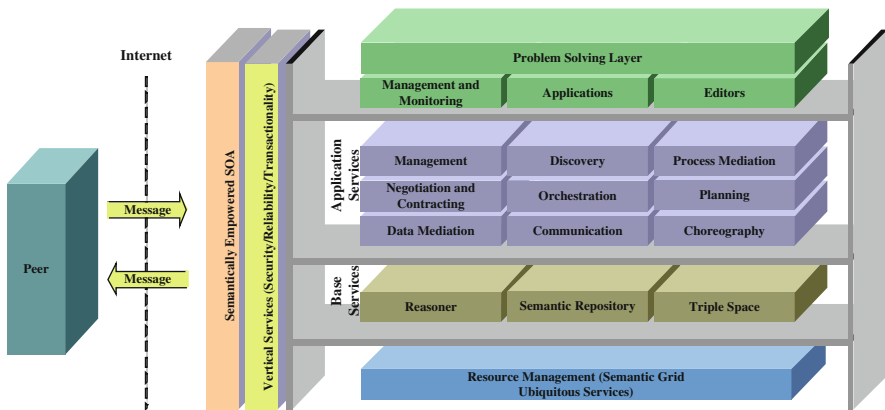 Internet
Peer
Message
Message
Semantically Empowered SOA
Vertical Services (Security/Reliability/Transactionality)
Problem Solving Layer
Management and
Monitoring
Applications
Editors
Application
Services
Management
Discovery
Process Mediation
Negotiation and
Contracting
Orchestration
Planning
Data Mediation
Communication
Choreography
Base
Services
Reasoner
Semantic Repository
Triple Space
Resource Management (Semantic Grid
Ubiquitous Services)